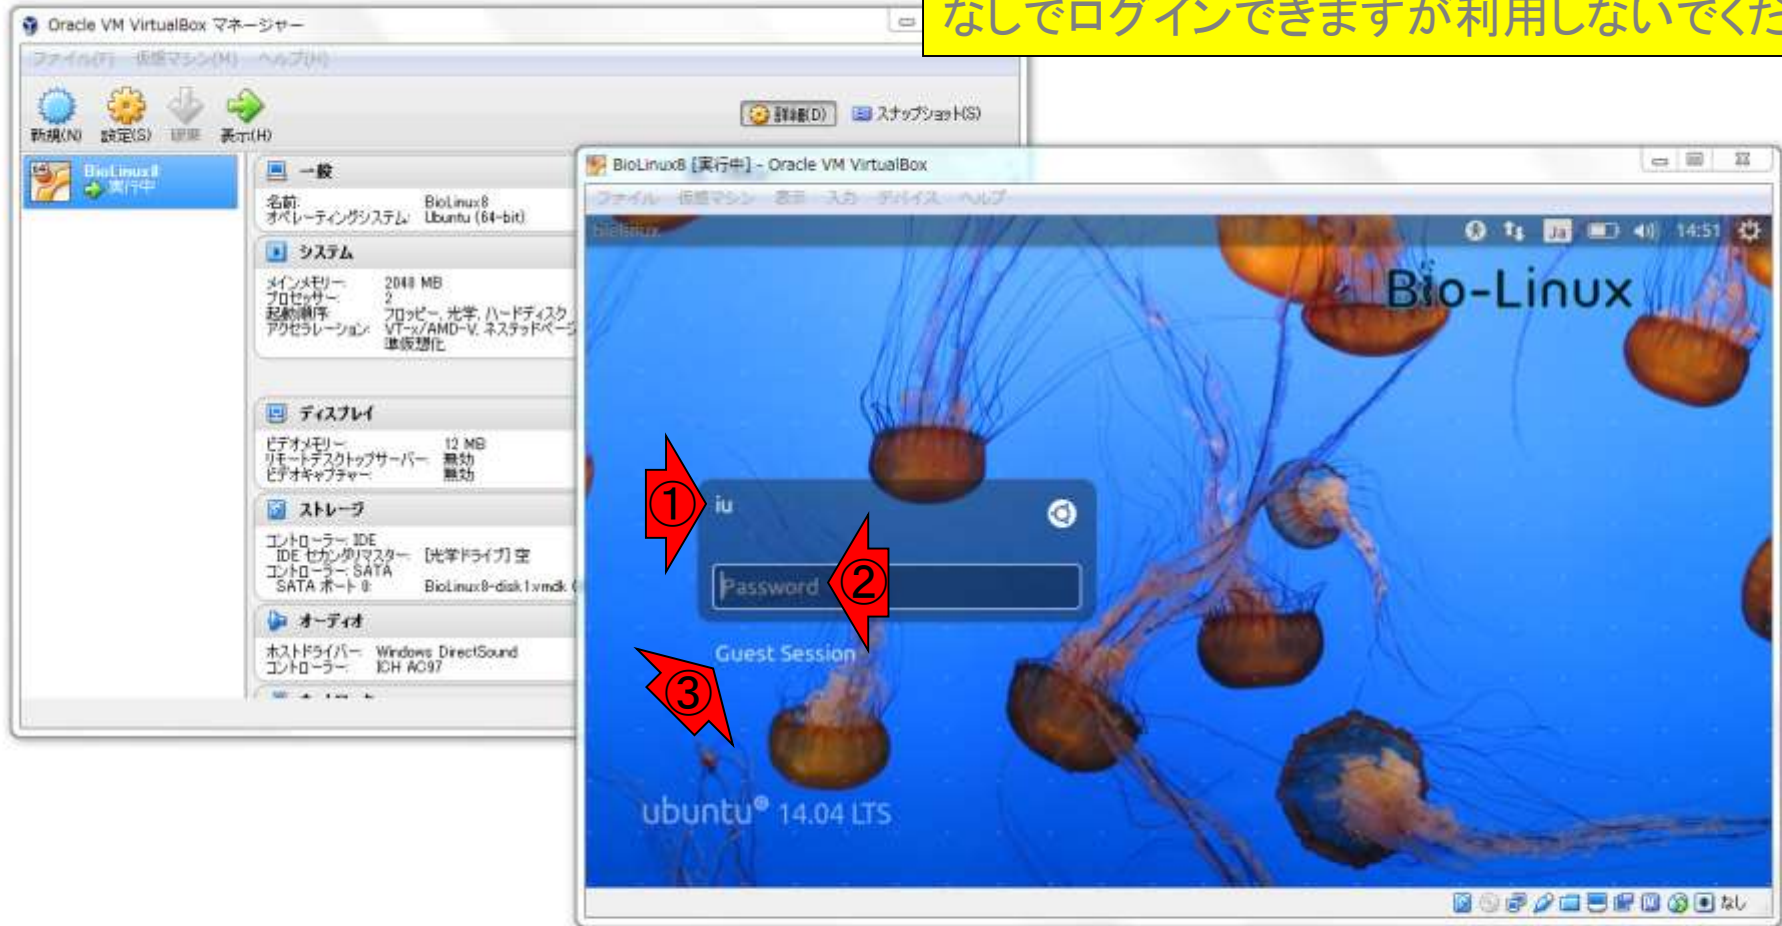 なしでログインできますが利用しないでくだ
Oracle VM VirtualBox マネージャー
ファイル(F) 仮想マシン(M) ヘルプ(H)
新規(N) 設定(S) 破棄 表示(H)
詳細(D) スナップショット(S)
BioLinux8
実行中
一般
名前: BioLinux8
オペレーティングシステム: Ubuntu (64-bit)
システム
メインメモリー: 2048 MB
プロセッサー: 2
起動順序: フロッピー, 光学, ハードディスク
アクセラレーション: VT-x/AMD-V, ネステッドページ
準仮想化
ディスプレイ
ビデオメモリー: 12 MB
リモートデスクトップサーバー: 無効
ビデオキャプチャー: 無効
ストレージ
コントローラー: IDE
IDE セカンダリマスター: [光学ドライブ] 空
コントローラー: SATA
SATA ポート 0: BioLinux8-disk1.vmdk
オーディオ
ホストドライバー: Windows DirectSound
コントローラー: ICH AC97
BioLinux8 [実行中] - Oracle VM VirtualBox
ファイル 仮想マシン 表示 入力 デバイス ヘルプ
biolinux
Ja 14:51
Bio-Linux
① iu
Password ②
Guest Session
③
ubuntu® 14.04 LTS
なし